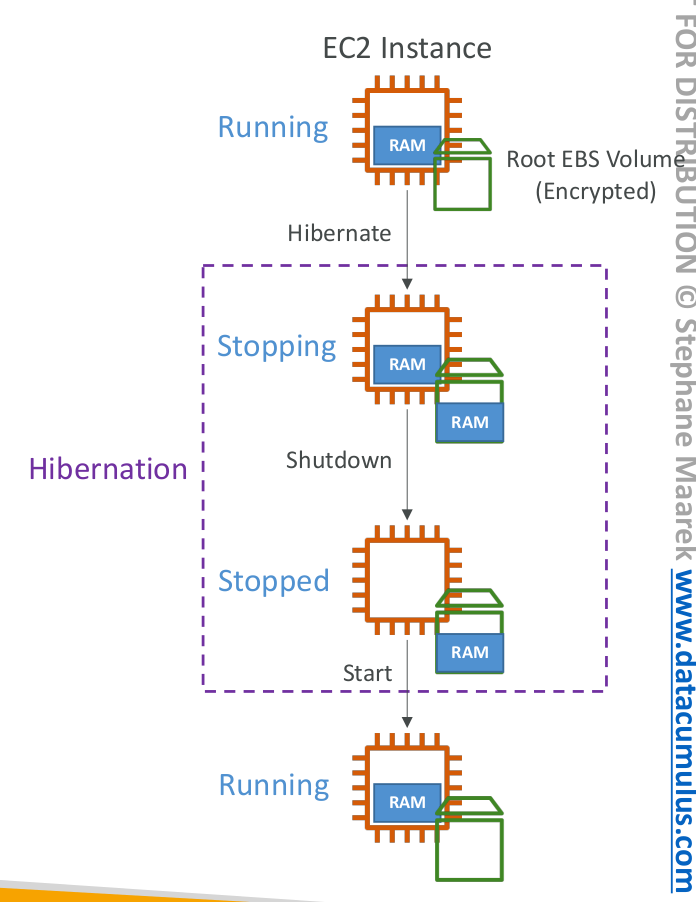 EC2 Instance
Running
RAM
Root EBS Volume
(Encrypted)
Hibernate
Stopping
RAM
RAM
Hibernation
Shutdown
Stopped
RAM
Start
Running
RAM
FOR DISTRIBUTION © Stephane Maarek www.datacumulus.com